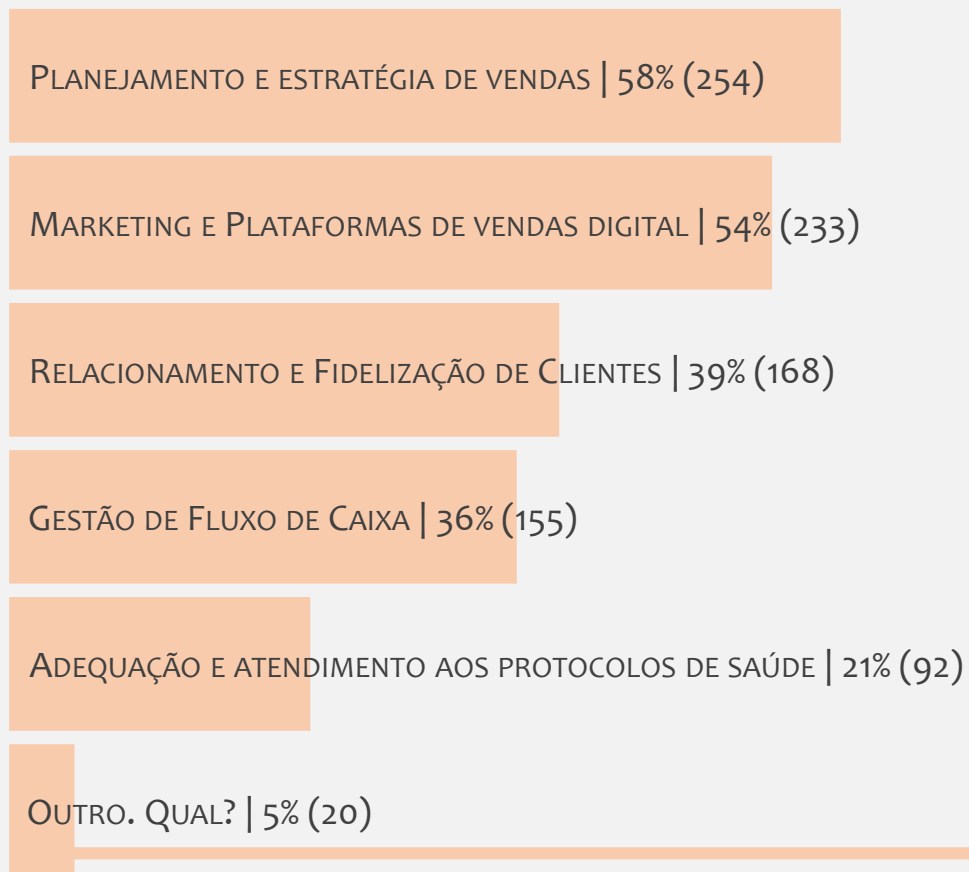 Planejamento e estratégia de vendas | 58% (254)
Marketing e Plataformas de vendas digital | 54% (233)
Relacionamento e Fidelização de Clientes | 39% (168)
Gestão de Fluxo de Caixa | 36% (155)
Adequação e atendimento aos protocolos de saúde | 21% (92)
Outro. Qual? | 5% (20)